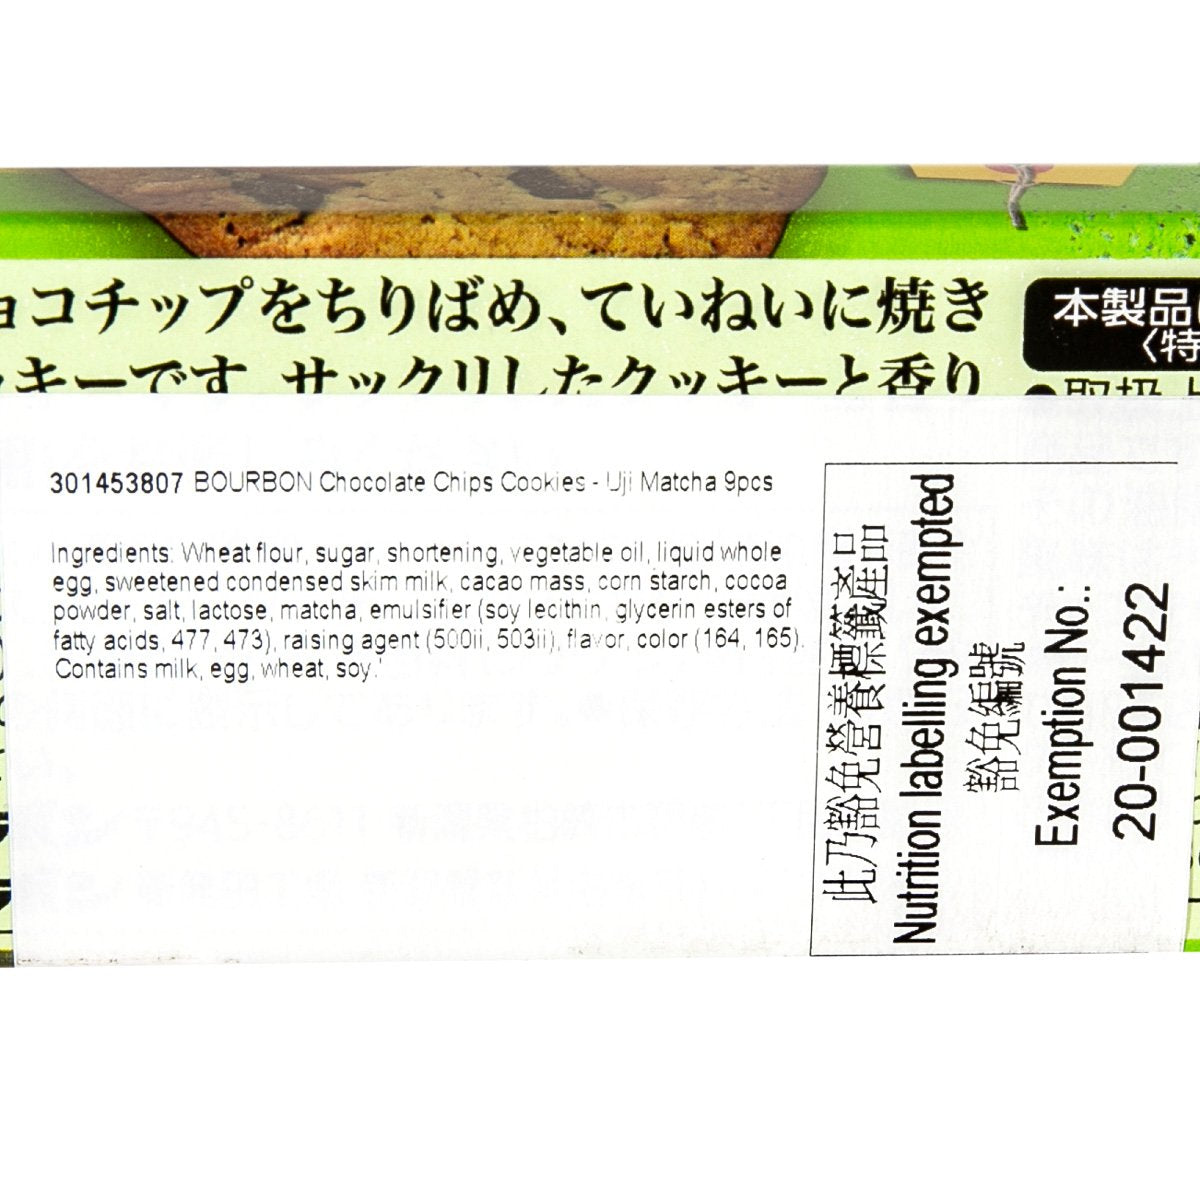 ョコチップをちりばめ、ていねいに焼き
ッキーです。サックリしたクッキーと香り
本製品
〈特
●取扱上
301453807 BOURBON Chocolate Chips Cookies - Uji Matcha 9pcs
Ingredients: Wheat flour, sugar, shortening, vegetable oil, liquid whole
egg, sweetened condensed skim milk, cacao mass, corn starch, cocoa
powder, salt, lactose, matcha, emulsifier (soy lecithin, glycerin esters of
fatty acids, 477, 473), raising agent (500ii, 503ii), flavor, color (164, 165).
Contains milk, egg, wheat, soy.'
此乃豁免營養標籤產品
Nutrition labelling exempted
豁免編號
Exemption No.:
20-001422